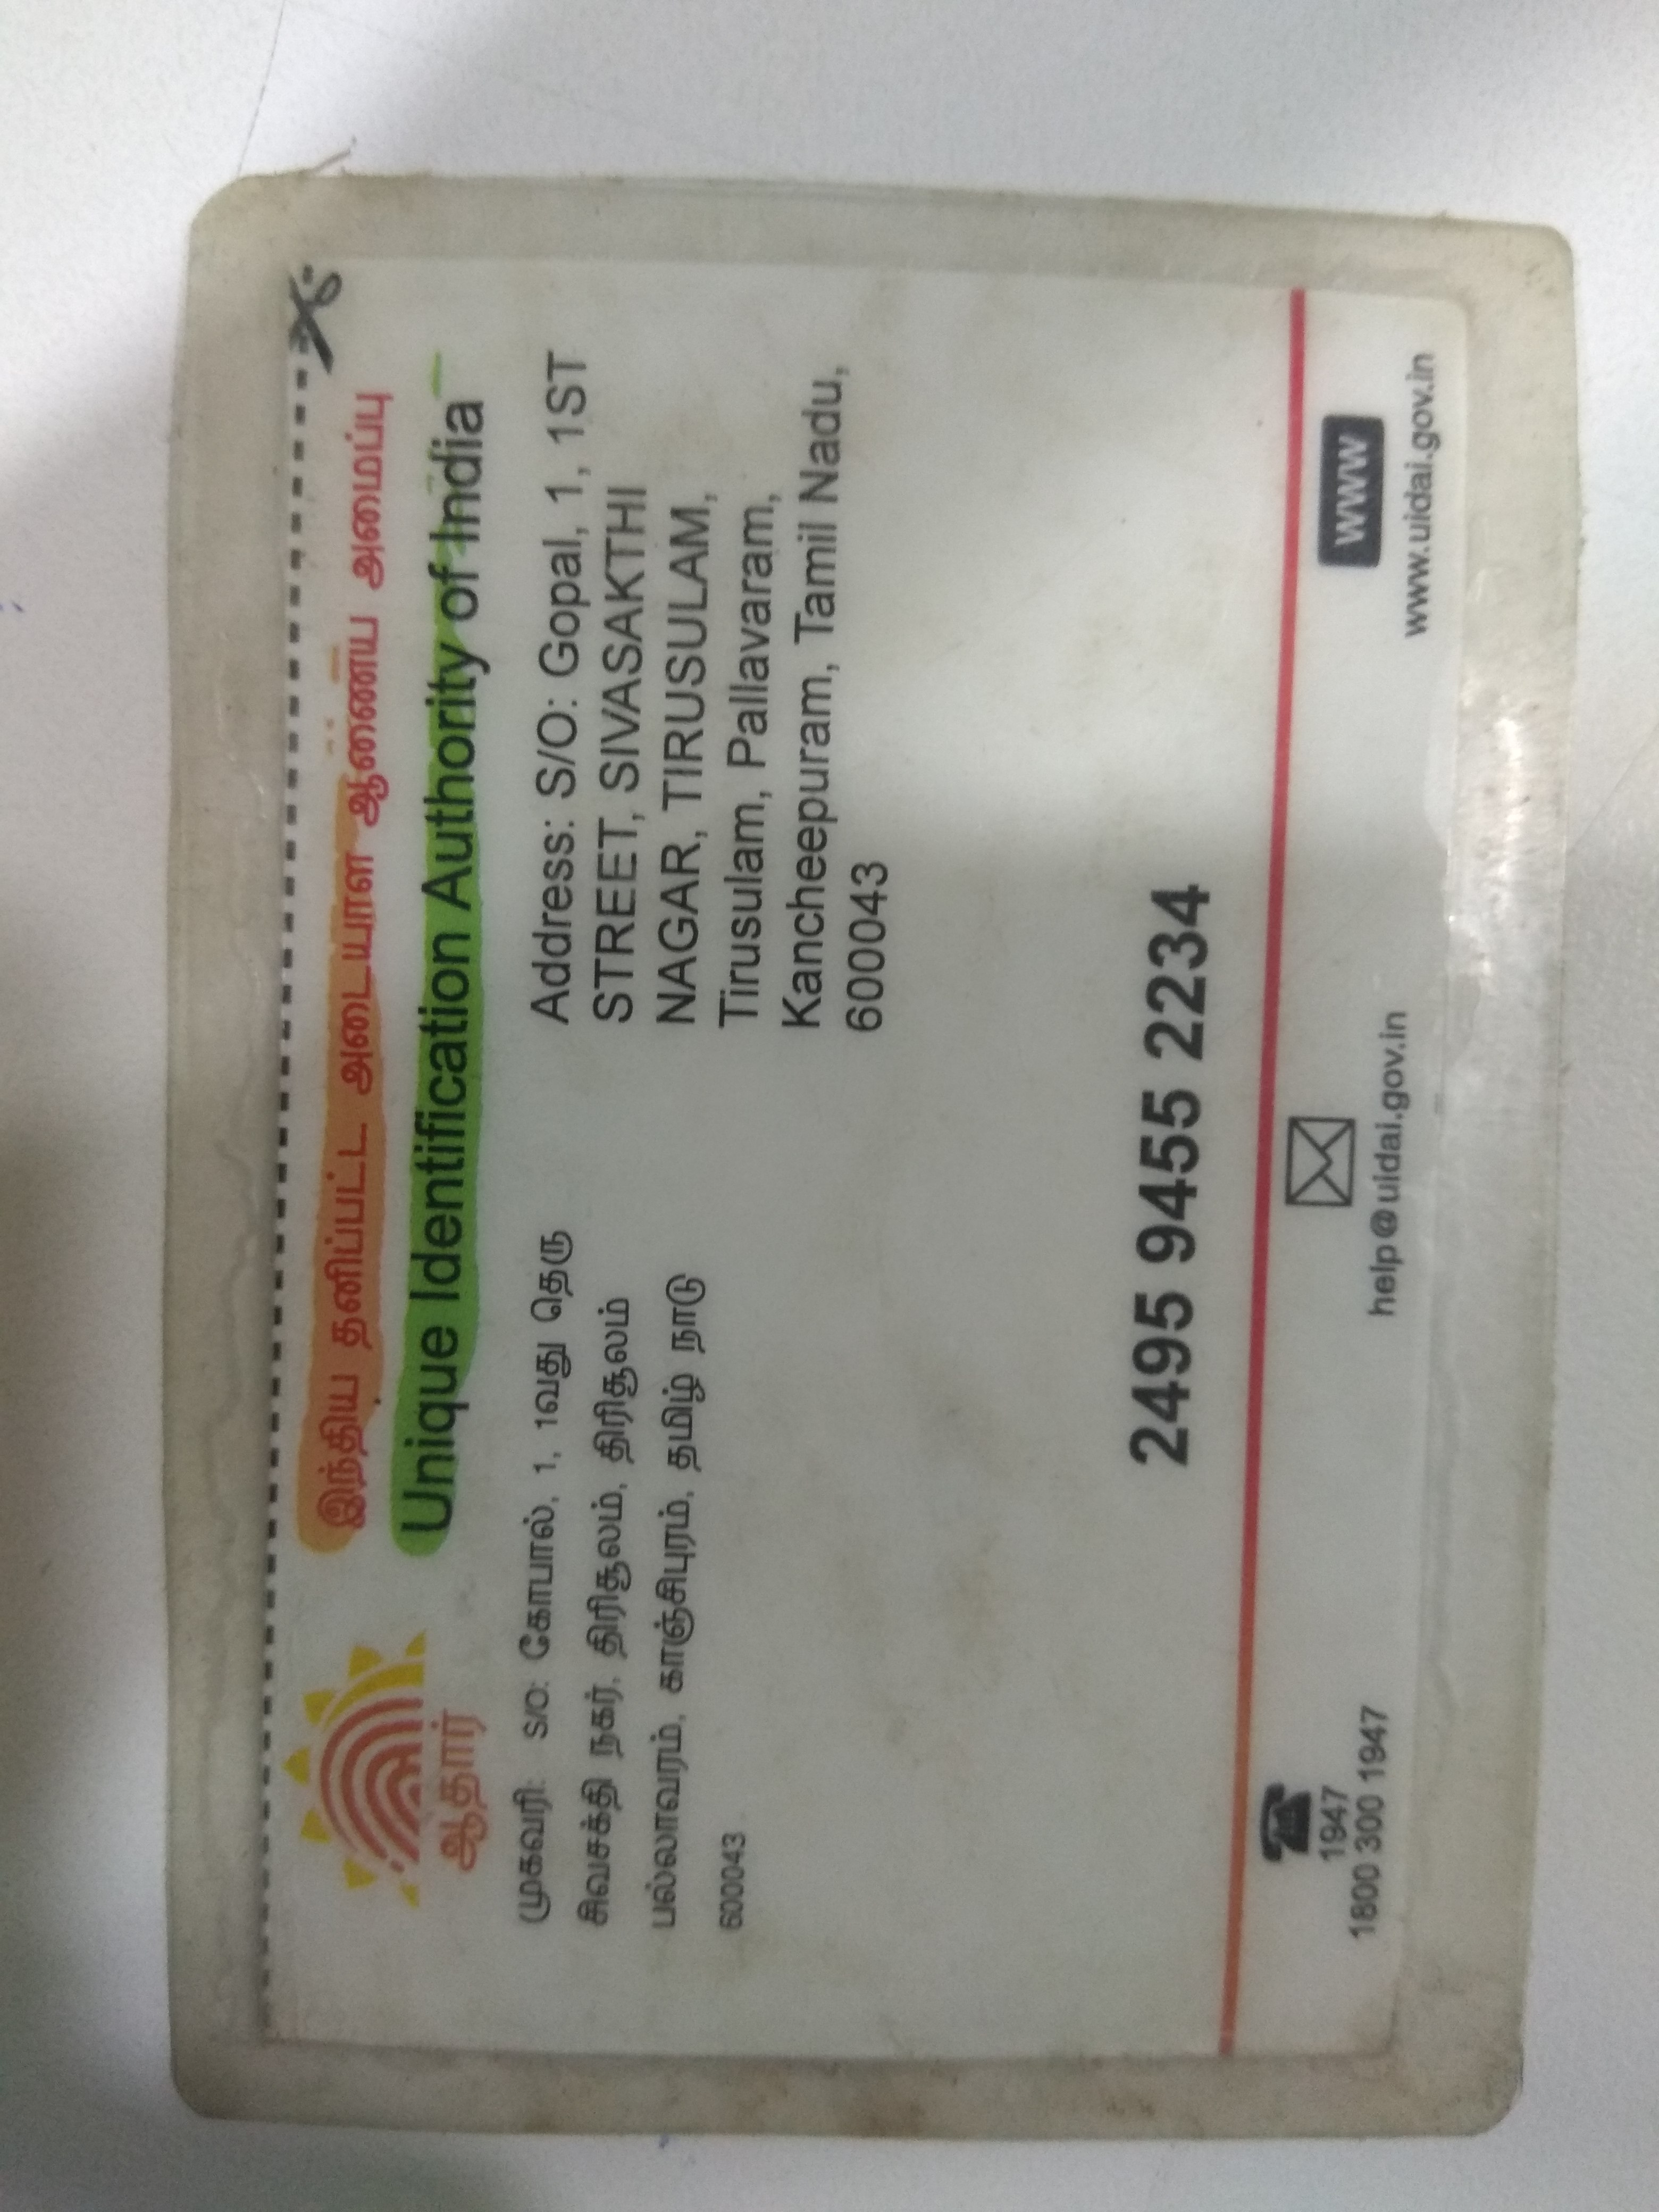 இந்திய தனிப்பட்ட அடையாள ஆணைய அமைப்பு
Unique Identification Authority of India
ஆதார்
முகவரி: S/O: கோபால், 1, 1வது தெரு
சிவசக்தி நகர், திரிசூலம், திரிசூலம்
பல்லாவரம், காஞ்சிபுரம், தமிழ் நாடு
600043
Address: S/O: Gopal, 1, 1ST
STREET, SIVASAKTHI
NAGAR, TIRUSULAM,
Tirusulam, Pallavaram,
Kancheepuram, Tamil Nadu,
600043
2495 9455 2234
1947
1800 300 1947
help@uidai.gov.in
WWW
www.uidai.gov.in